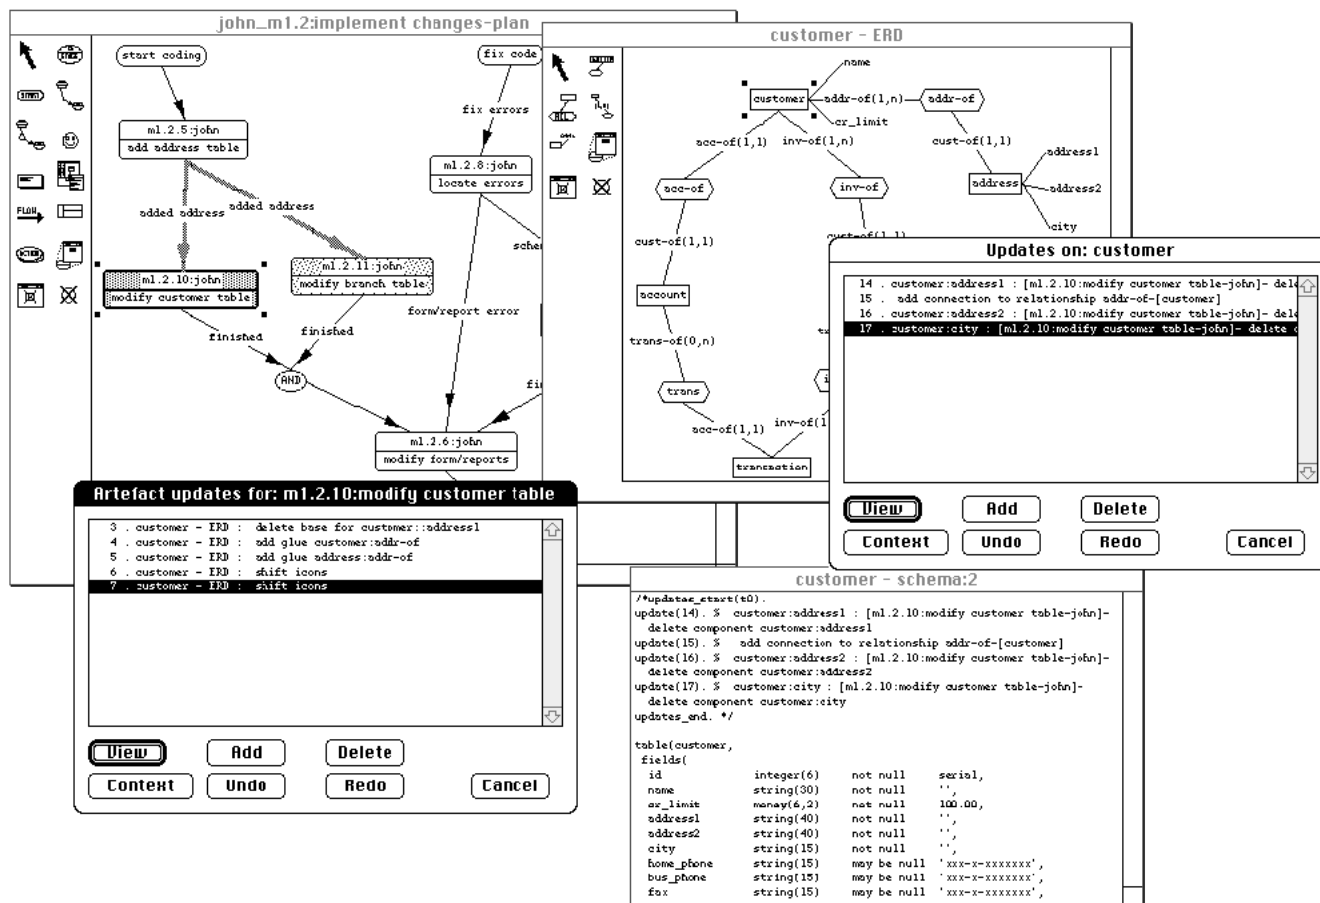 john_m1.2:implement changes-plan
start coding
fix code
START
fix errors
m1.2.5:john
add address table
m1.2.8:john
locate errors
FLOW
added address
added address
sche
m1.2.10:john
modify customer table
m1.2.11:john
modify branch table
form/report error
finished
finished
AND
fi
m1.2.6:john
modify form/reports
customer - ERD
name
customer
addr-of(1,n)
addr-of
cr_limit
acc-of(1,1)
inv-of(1,n)
cust-of(1,1)
address1
acc-of
inv-of
address
address2
city
cust-of(1,1)
cust-of(1,1)
account
trans-of(0,n)
trans
acc-of(1,1)
inv-of(1
transaction
Updates on: customer
14 . customer:address1 : [m1.2.10:modify customer table-john]- dele
15 .  add connection to relationship addr-of-[customer]
16 . customer:address2 : [m1.2.10:modify customer table-john]- dele
17 . customer:city : [m1.2.10:modify customer table-john]- delete c
View
Add
Delete
Context
Undo
Redo
Cancel
Artefact updates for: m1.2.10:modify customer table
3 . customer - ERD :  delete base for customer::address1
4 . customer - ERD :  add glue customer:addr-of
5 . customer - ERD :  add glue address:addr-of
6 . customer - ERD :  shift icons
7 . customer - ERD :  shift icons
View
Add
Delete
Context
Undo
Redo
Cancel
customer - schema:2
/*updates_start(t0).
update(14). %  customer:address1 : [m1.2.10:modify customer table-john]-
delete component customer:address1
update(15). %   add connection to relationship addr-of-[customer]
update(16). %  customer:address2 : [m1.2.10:modify customer table-john]-
delete component customer:address2
update(17). %  customer:city : [m1.2.10:modify customer table-john]-
delete component customer:city
updates_end. */
table(customer,
fields(
id integer(6) not null serial,
name string(30) not null '',
cr_limit money(6,2) not null 100.00,
address1 string(40) not null '',
address2 string(40) not null '',
city string(15) not null '',
home_phone string(15) may be null 'xxx-x-xxxxxxx',
bus_phone string(15) may be null 'xxx-x-xxxxxxx',
fax string(15) may be null 'xxx-x-xxxxxxx',